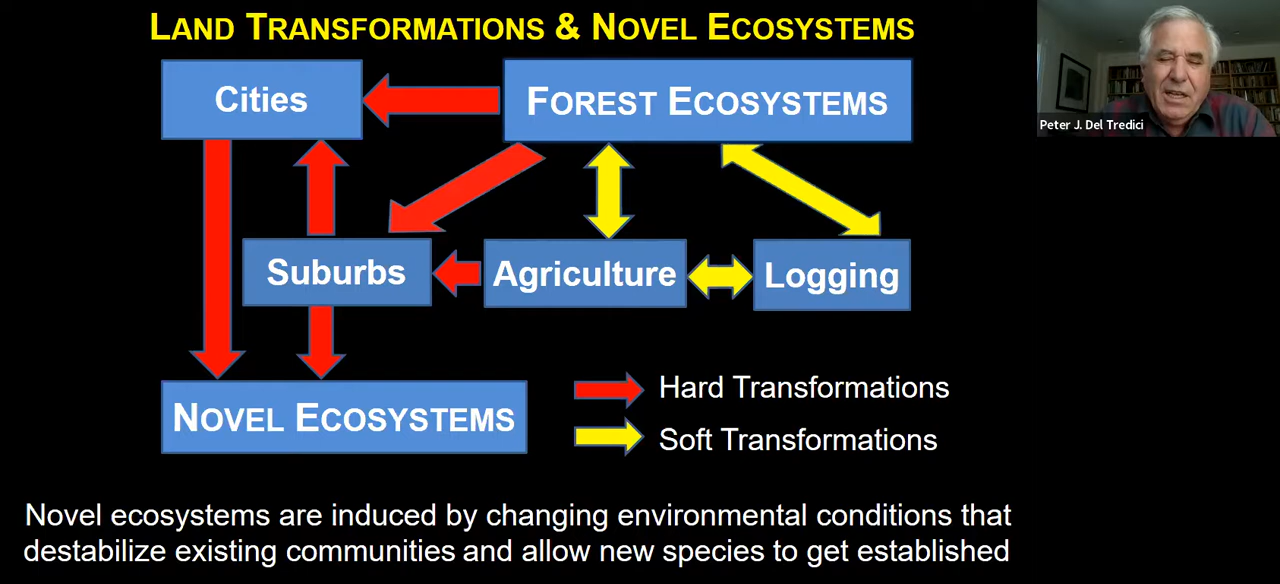 LAND TRANSFORMATIONS & NOVEL ECOSYSTEMS
Peter J. Del Tredici
Cities
FOREST ECOSYSTEMS
Suburbs
Agriculture
Logging
NOVEL ECOSYSTEMS
Hard Transformations
Soft Transformations
Novel ecosystems are induced by changing environmental conditions that
destabilize existing communities and allow new species to get established